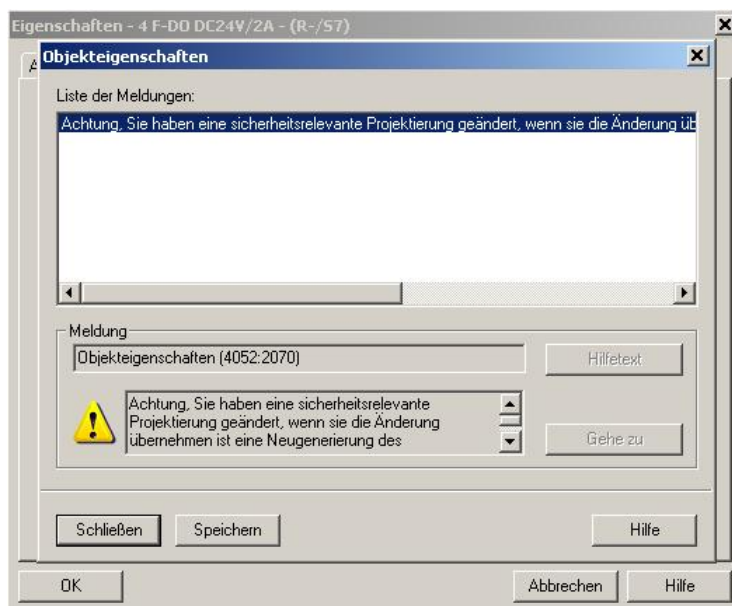 Eigenschaften - 4 F-DO DC24V/2A - (R-/S7)
Objekteigenschaften
Liste der Meldungen:
Achtung, Sie haben eine sicherheitsrelevante Projektierung geändert, wenn sie die Änderung
Meldung
Objekteigenschaften (4052:2070)
Hilfetext
Achtung, Sie haben eine sicherheitsrelevante
Projektierung geändert, wenn sie die Änderung
übernehmen ist eine Neugenerierung des
Gehe zu
Schließen
Speichern
Hilfe
OK
Abbrechen
Hilfe